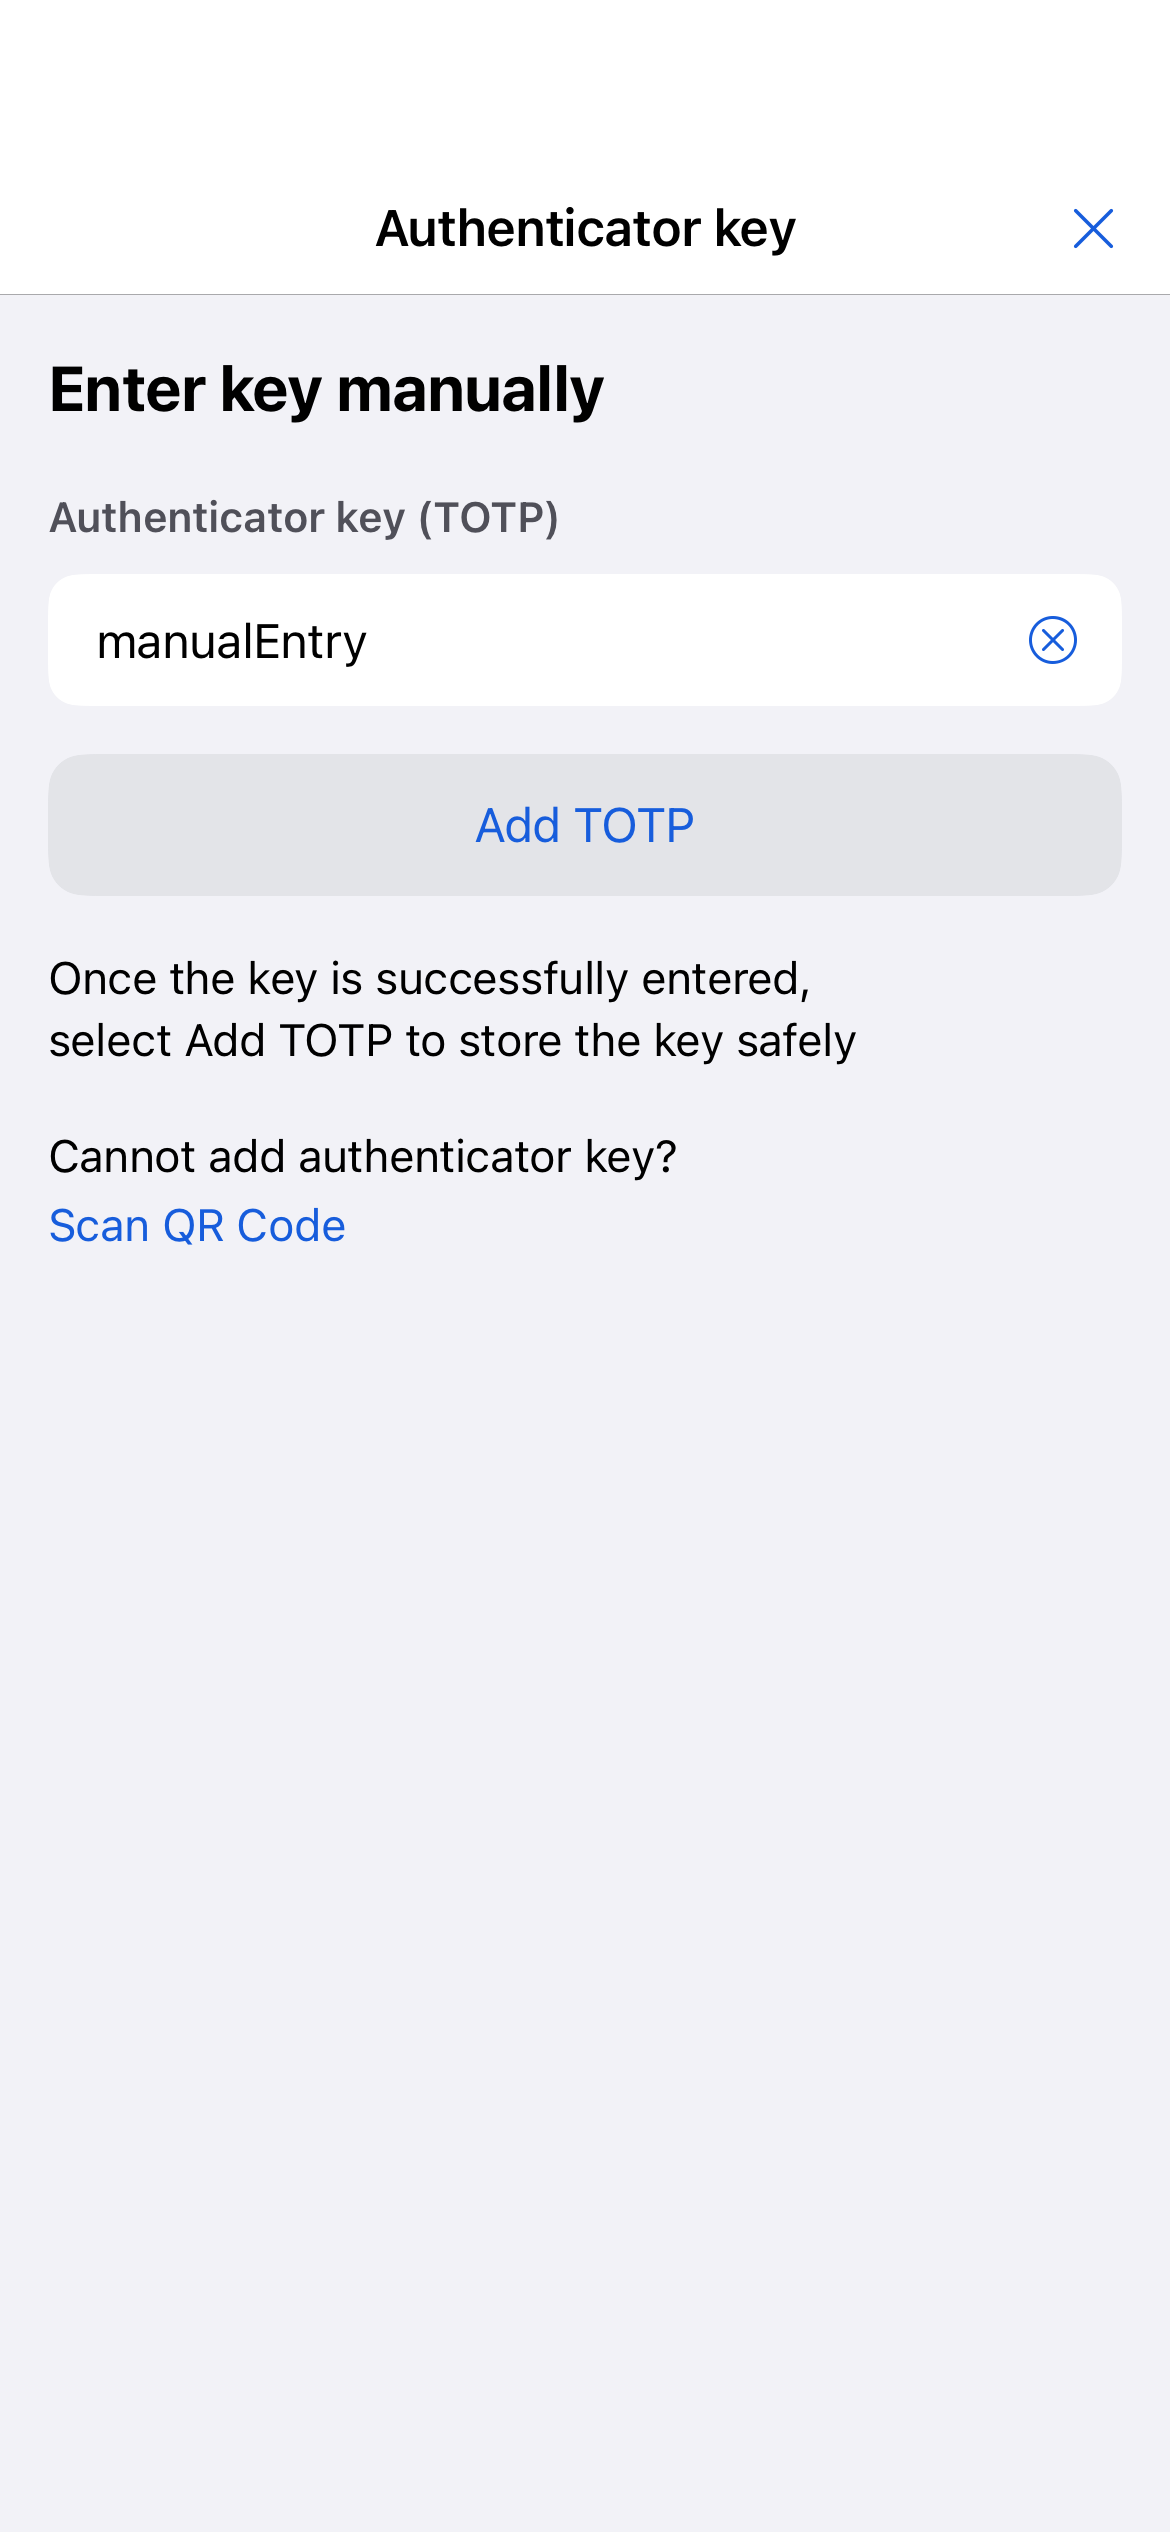 Authenticator key
Enter key manually
Authenticator key (TOTP)
manualEntry
Add TOTP
Once the key is successfully entered,
select Add TOTP to store the key safely
Cannot add authenticator key?
Scan QR Code